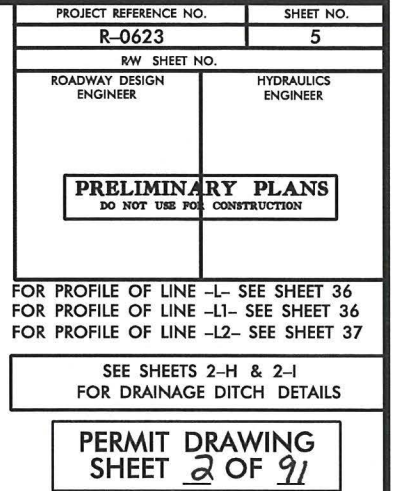 PROJECT REFERENCE NO. SHEET NO.
R-0623 5
R/W SHEET NO.
ROADWAY DESIGN ENGINEER
HYDRAULICS ENGINEER
PRELIMINARY PLANS
DO NOT USE FOR CONSTRUCTION
FOR PROFILE OF LINE -L- SEE SHEET 36
FOR PROFILE OF LINE -L1- SEE SHEET 36
FOR PROFILE OF LINE -L2- SEE SHEET 37
SEE SHEETS 2-H & 2-I
FOR DRAINAGE DITCH DETAILS
PERMIT DRAWING
SHEET 2 OF 91